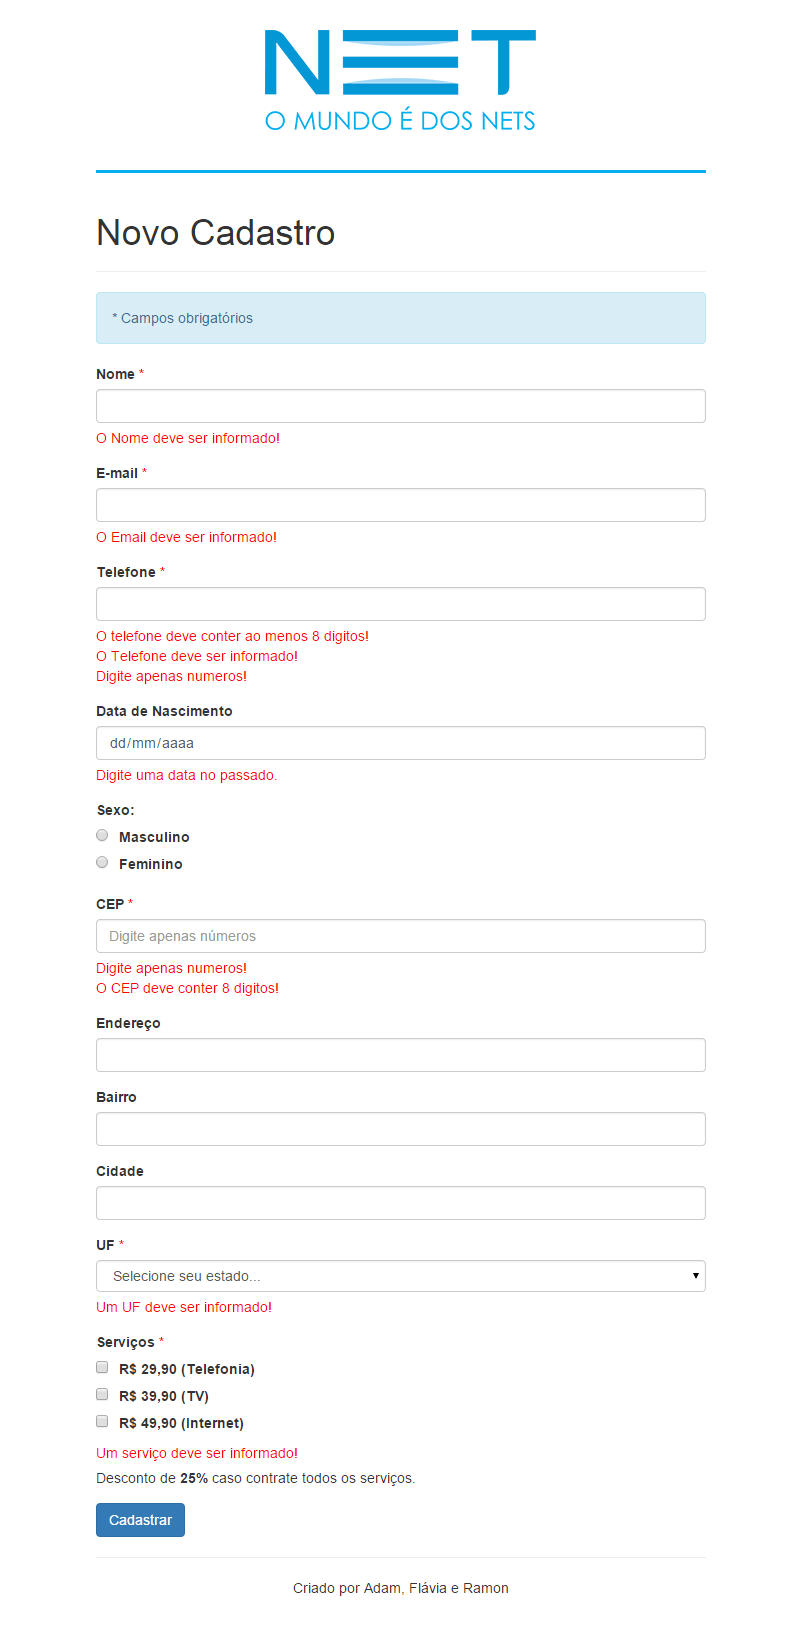 NET
O MUNDO É DOS NETS
Novo Cadastro
* Campos obrigatórios
Nome *
O Nome deve ser informado!
E-mail *
O Email deve ser informado!
Telefone *
O telefone deve conter ao menos 8 digitos!
O Telefone deve ser informado!
Digite apenas numeros!
Data de Nascimento
dd/mm/aaaa
Digite uma data no passado.
Sexo:
Masculino
Feminino
CEP *
Digite apenas números
Digite apenas numeros!
O CEP deve conter 8 digitos!
Endereço
Bairro
Cidade
UF *
Selecione seu estado...
Um UF deve ser informado!
Serviços *
R$ 29,90 (Telefonia)
R$ 39,90 (TV)
R$ 49,90 (Internet)
Um serviço deve ser informado!
Desconto de 25% caso contrate todos os serviços.
Cadastrar
Criado por Adam, Flávia e Ramon